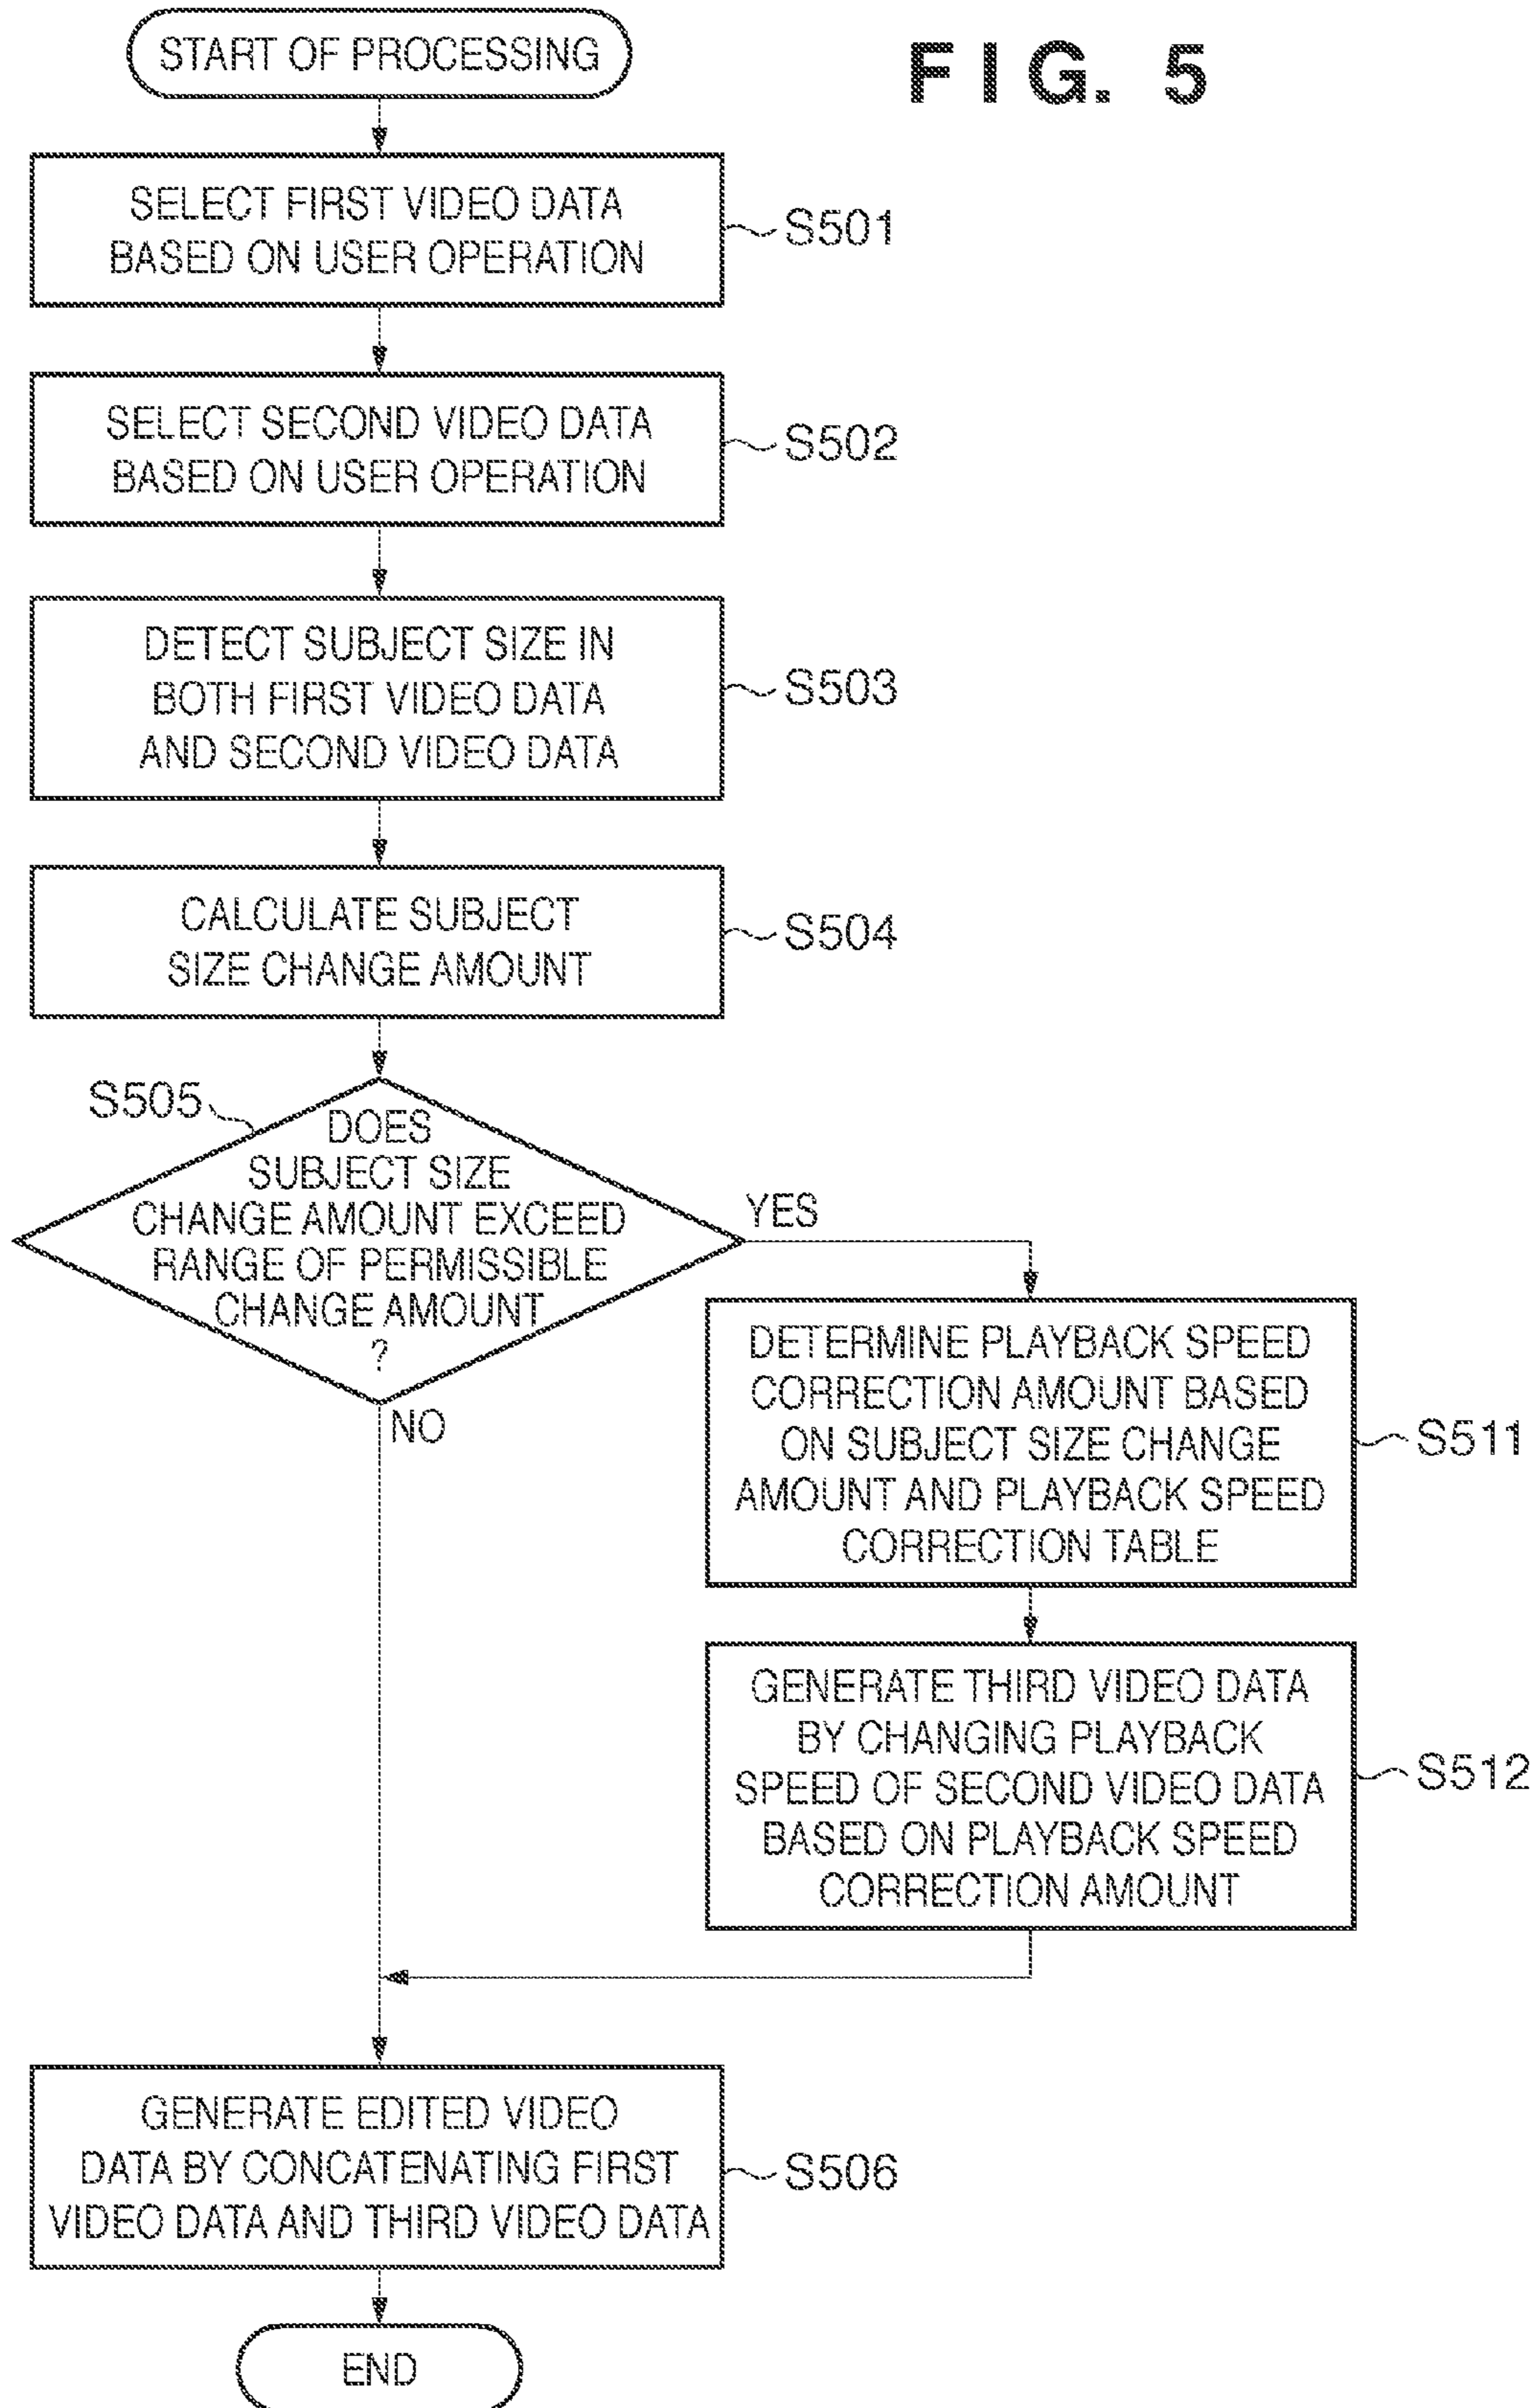 START OF PROCESSING
FIG. 5
SELECT FIRST VIDEO DATA
BASED ON USER OPERATION
S501
SELECT SECOND VIDEO DATA
BASED ON USER OPERATION
S502
DETECT SUBJECT SIZE IN
BOTH FIRST VIDEO DATA
AND SECOND VIDEO DATA
S503
CALCULATE SUBJECT
SIZE CHANGE AMOUNT
S504
S505
DOES
SUBJECT SIZE
CHANGE AMOUNT EXCEED
RANGE OF PERMISSIBLE
CHANGE AMOUNT
?
YES
NO
DETERMINE PLAYBACK SPEED
CORRECTION AMOUNT BASED
ON SUBJECT SIZE CHANGE
AMOUNT AND PLAYBACK SPEED
CORRECTION TABLE
S511
GENERATE THIRD VIDEO DATA
BY CHANGING PLAYBACK
SPEED OF SECOND VIDEO DATA
BASED ON PLAYBACK SPEED
CORRECTION AMOUNT
S512
GENERATE EDITED VIDEO
DATA BY CONCATENATING FIRST
VIDEO DATA AND THIRD VIDEO DATA
S506
END